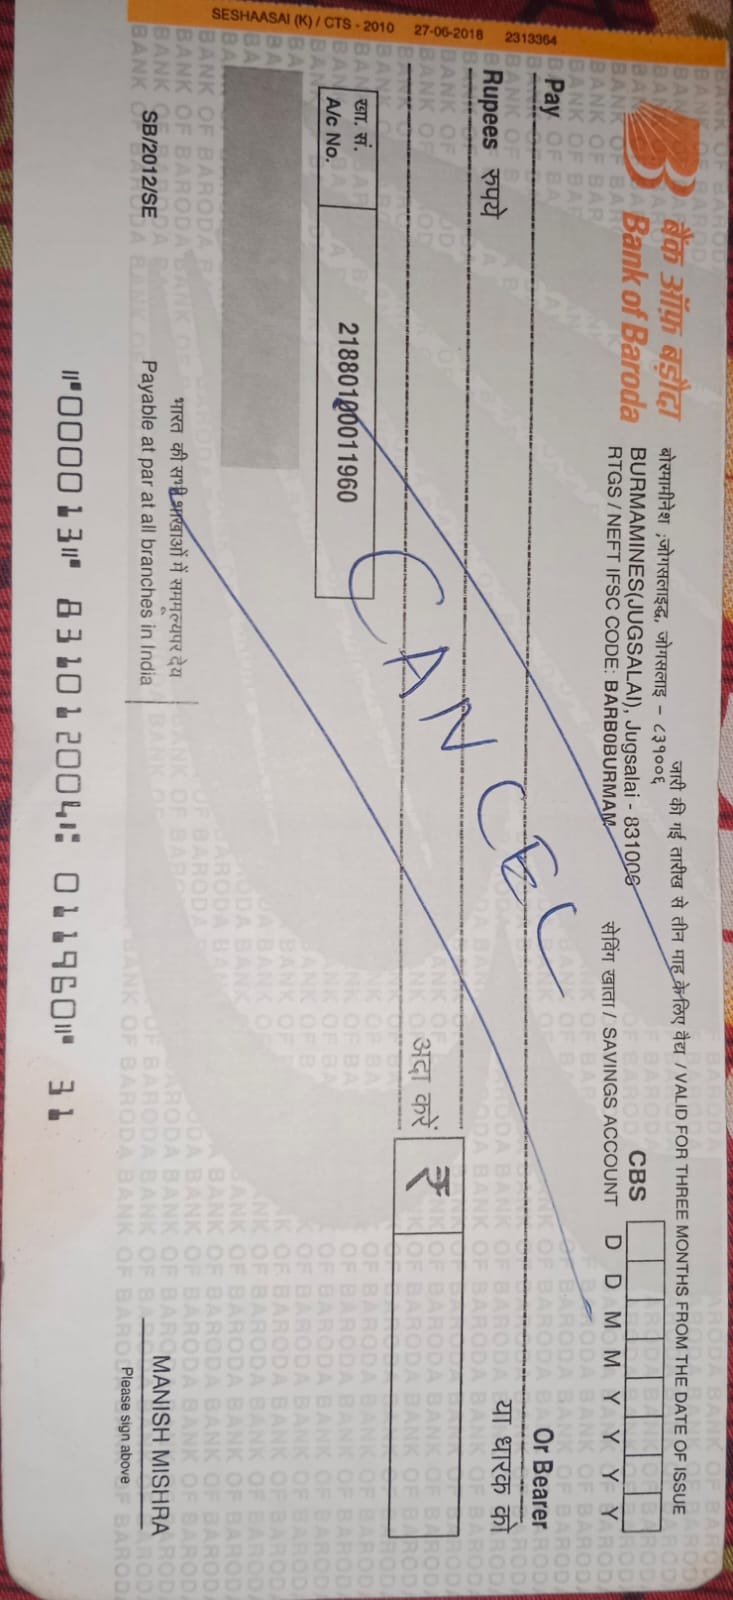 SESHAASAI (K) / CTS - 2010 27-06-2018 2313364
जारी की गई तारीख से तीन माह के लिए वैध / VALID FOR THREE MONTHS FROM THE DATE OF ISSUE
बैंक ऑफ़ बड़ौदा
Bank of Baroda
बोरमामीनेश ,जोगसलाइद्ध, जोगसलाइ - ८३१००६
BURMAMINES(JUGSALAI), Jugsalai - 831006
RTGS / NEFT IFSC CODE: BARB0BURMAM
CBS
सेविंग खाता / SAVINGS ACCOUNT
D D M M Y Y Y Y
Pay
Or Bearer
या धारक को
Rupees रुपये
अदा करें
₹
CANCEL
खा. सं.
A/c No.
21880100011960
भारत की सभी शाखाओं में सममूल्यपर देय
Payable at par at all branches in India
SB/2012/SE
MANISH MISHRA
Please sign above
⑈000013⑈ 831012004⑆ 011960⑈ 31